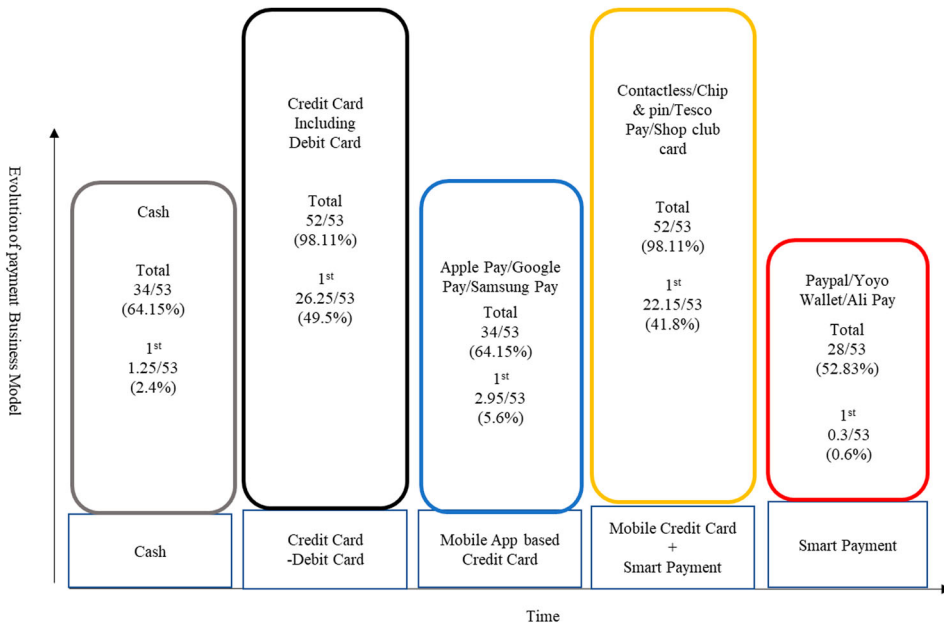 Evolution of payment Business Model
Cash
Total
34/53
(64.15%)
1st
1.25/53
(2.4%)
Cash
Credit Card
Including
Debit Card
Total
52/53
(98.11%)
1st
26.25/53
(49.5%)
Credit Card
-Debit Card
Apple Pay/Google
Pay/Samsung Pay
Total
34/53
(64.15%)
1st
2.95/53
(5.6%)
Mobile App based
Credit Card
Contactless/Chip
& pin/Tesco
Pay/Shop club
card
Total
52/53
(98.11%)
1st
22.15/53
(41.8%)
Mobile Credit Card
+
Smart Payment
Paypal/Yoyo
Wallet/Ali Pay
Total
28/53
(52.83%)
1st
0.3/53
(0.6%)
Smart Payment
Time